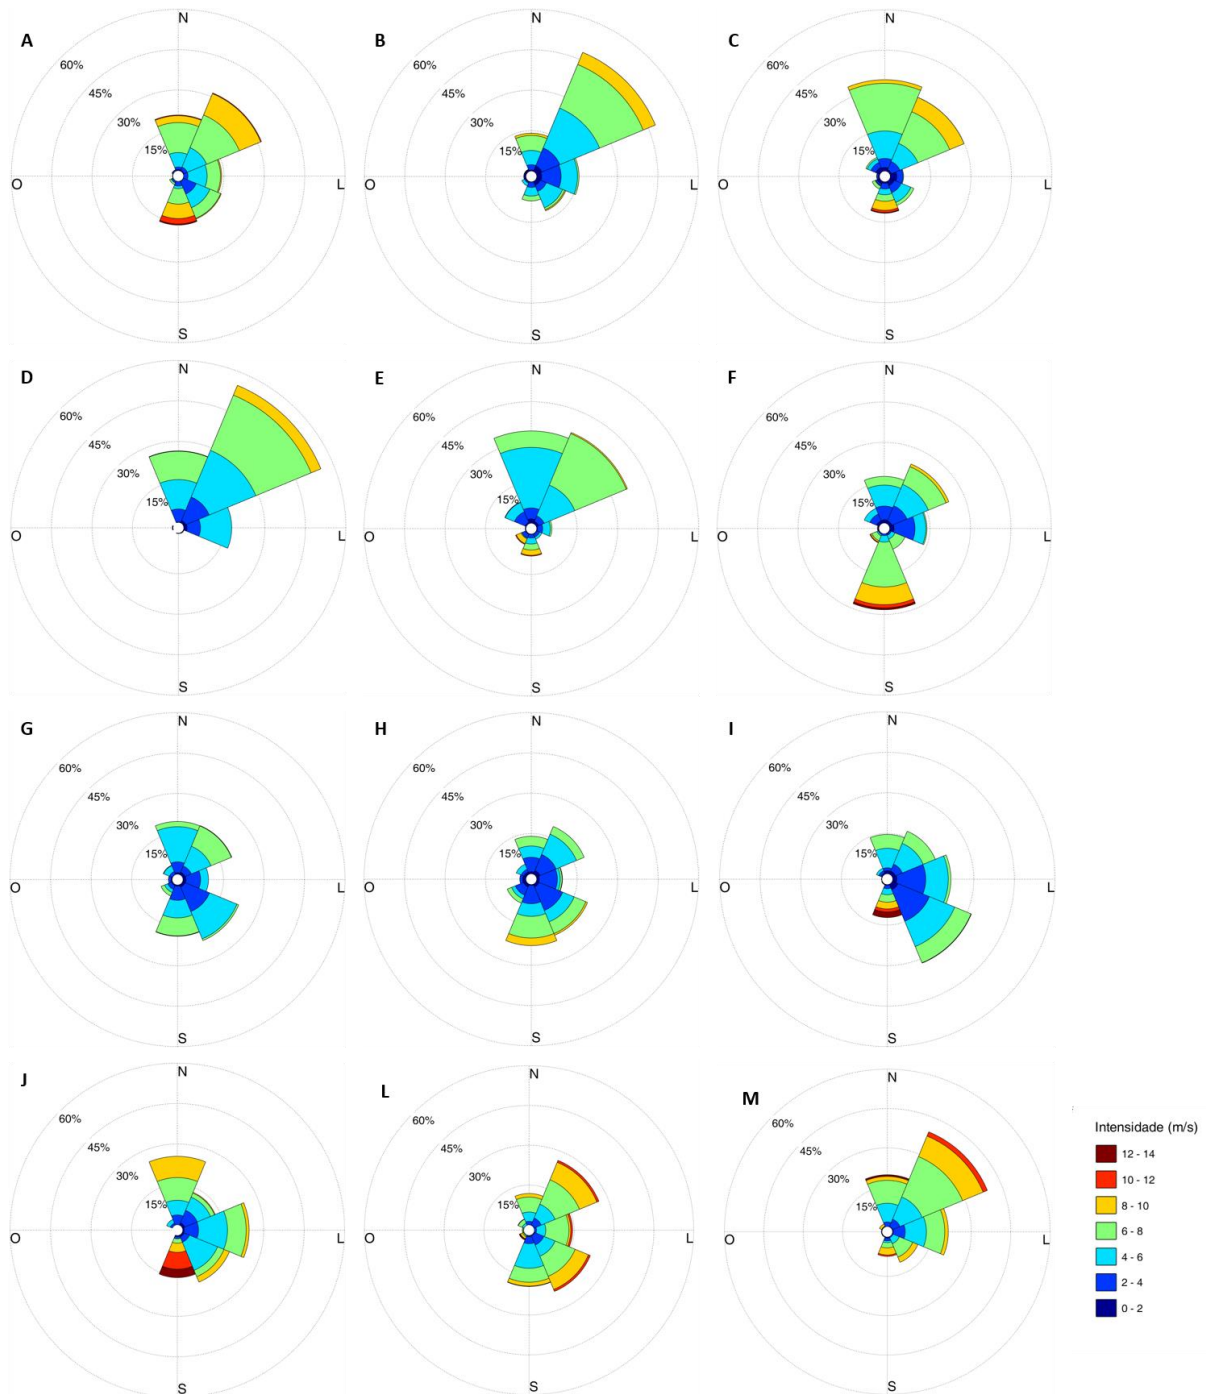 A
N
60%
45%
30%
15%
O
L
S
B
N
60%
45%
30%
15%
O
L
S
C
N
60%
45%
30%
15%
O
L
S
D
N
60%
45%
30%
15%
O
L
S
E
N
60%
45%
30%
15%
O
L
S
F
N
60%
45%
30%
15%
O
L
S
G
N
60%
45%
30%
15%
O
L
S
H
N
60%
45%
30%
15%
O
L
S
I
N
60%
45%
30%
15%
O
L
S
J
N
60%
45%
30%
15%
O
L
S
L
N
60%
45%
30%
15%
O
L
S
M
N
60%
45%
30%
15%
O
L
S
Intensidade (m/s)
12 - 14
10 - 12
8 - 10
6 - 8
4 - 6
2 - 4
0 - 2